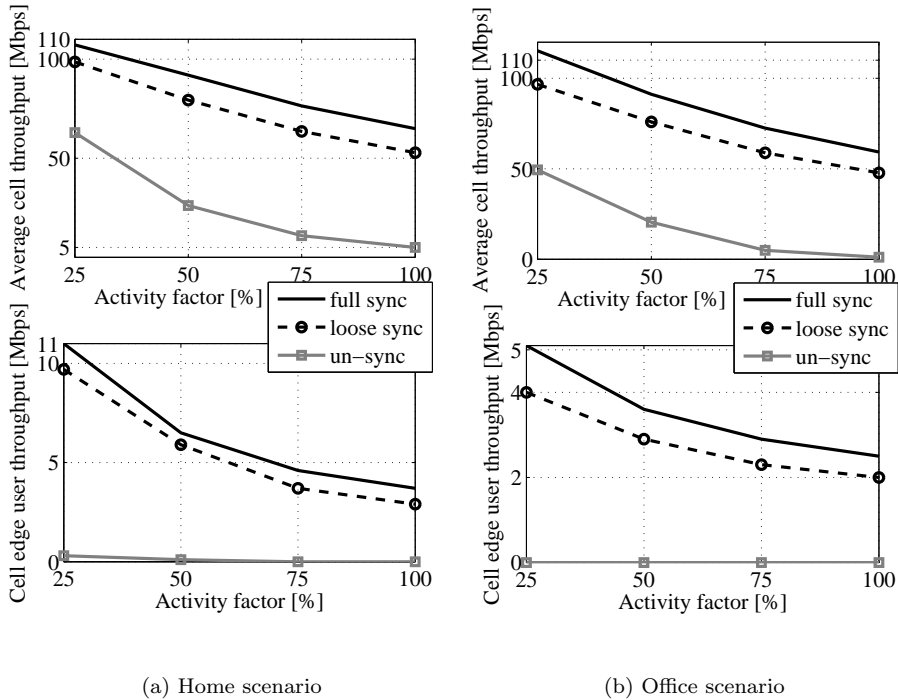 Average cell throughput [Mbps]
110
100
50
5
25 50 75 100
Activity factor [%]
Average cell throughput [Mbps]
110
100
50
0
25 50 75 100
Activity factor [%]
full sync
loose sync
un−sync
full sync
loose sync
un−sync
Cell edge user throughput [Mbps]
11
10
5
0
25 50 75 100
Activity factor [%]
Cell edge user throughput [Mbps]
5
4
2
0
25 50 75 100
Activity factor [%]
(a) Home scenario
(b) Office scenario